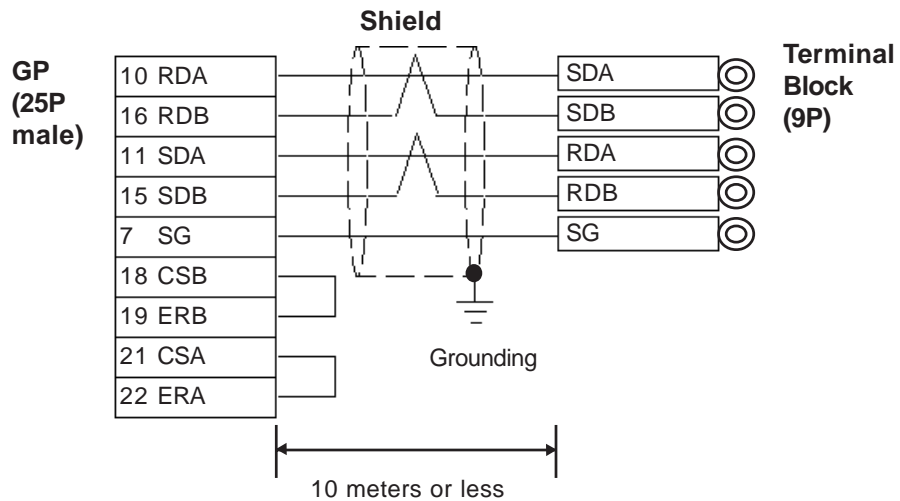 Shield
GP
(25P
male)
10 RDA
16 RDB
11 SDA
15 SDB
7 SG
18 CSB
19 ERB
21 CSA
22 ERA
SDA
SDB
RDA
RDB
SG
Terminal
Block
(9P)
Grounding
10 meters or less